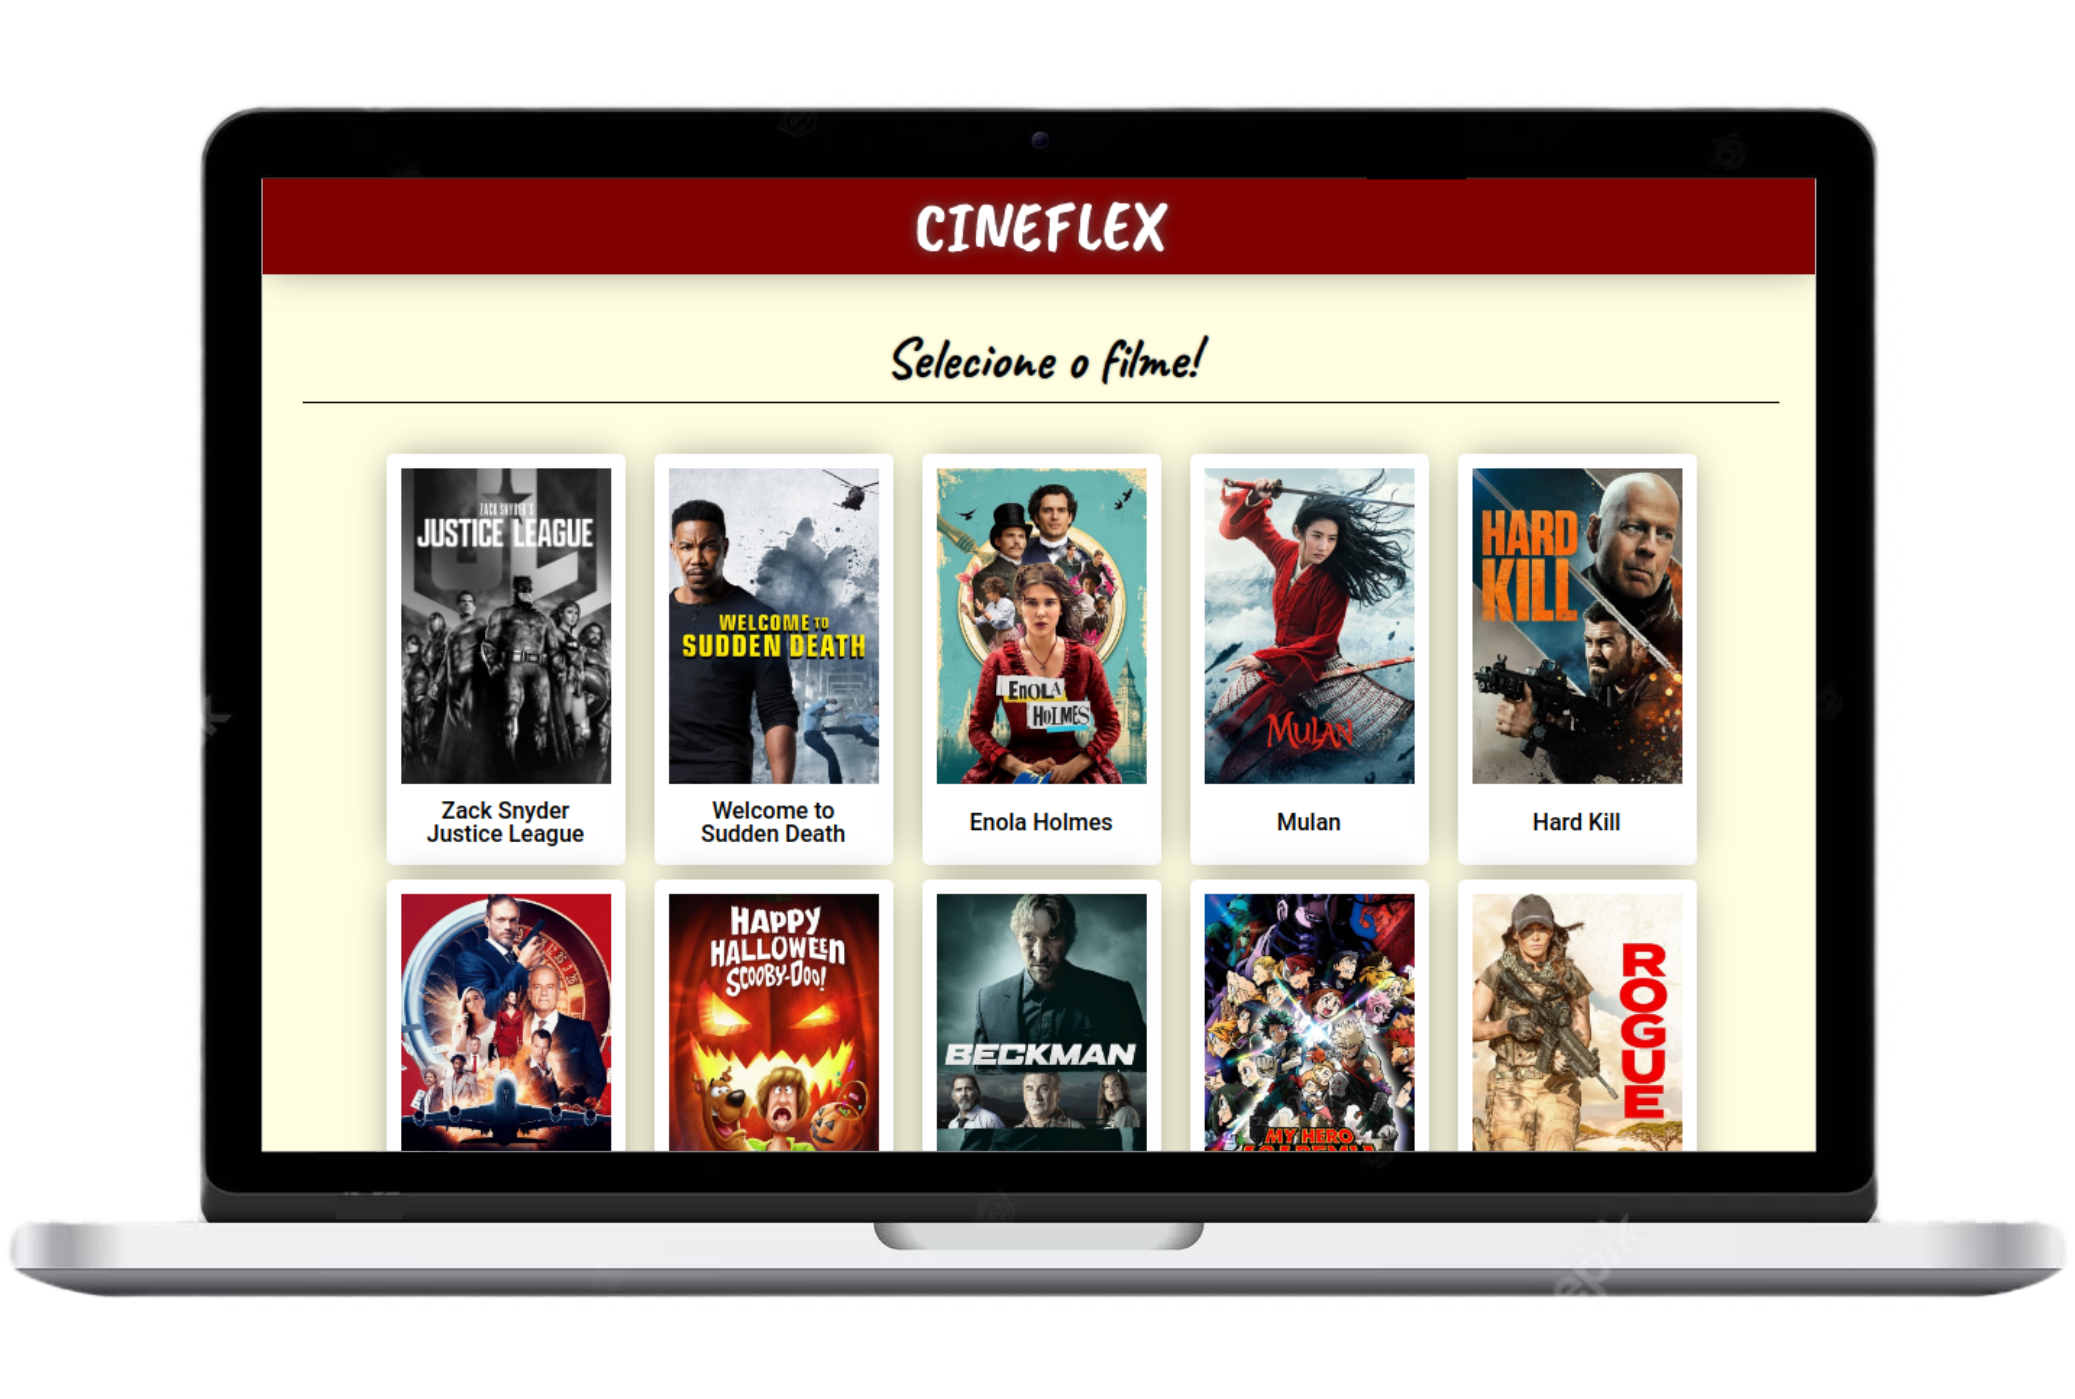 CINEFLEX
Selecione o filme!
ZACK SNYDER'S
JUSTICE LEAGUE
WELCOME TO
SUDDEN DEATH
ENOLA
HOLMES
MULAN
HARD
KILL
Zack Snyder
Justice League
Welcome to
Sudden Death
Enola Holmes
Mulan
Hard Kill
HAPPY
HALLOWEEN
SCOOBY-DOO!
BECKMAN
MY HERO
ACADEMIA
ROGUE